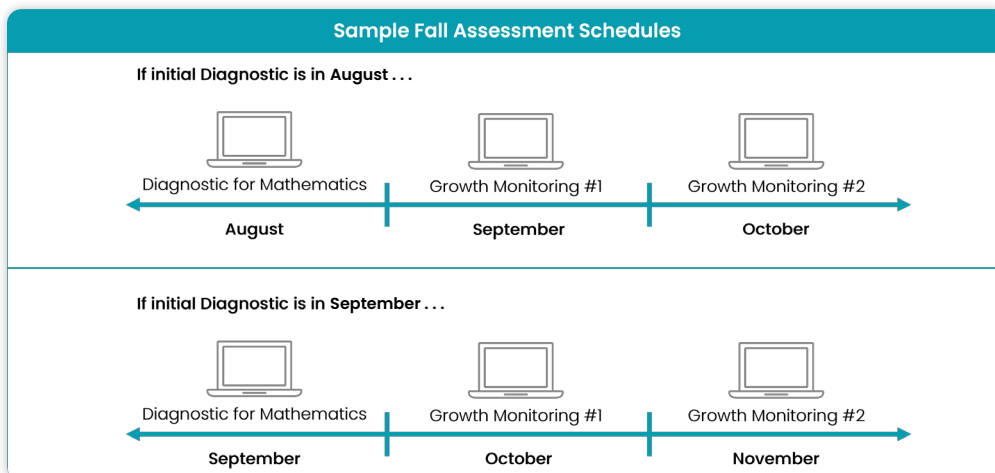 Sample Fall Assessment Schedules
If initial Diagnostic is in August . . .
Diagnostic for Mathematics
Growth Monitoring #1
Growth Monitoring #2
August
September
October
If initial Diagnostic is in September . . .
Diagnostic for Mathematics
Growth Monitoring #1
Growth Monitoring #2
September
October
November